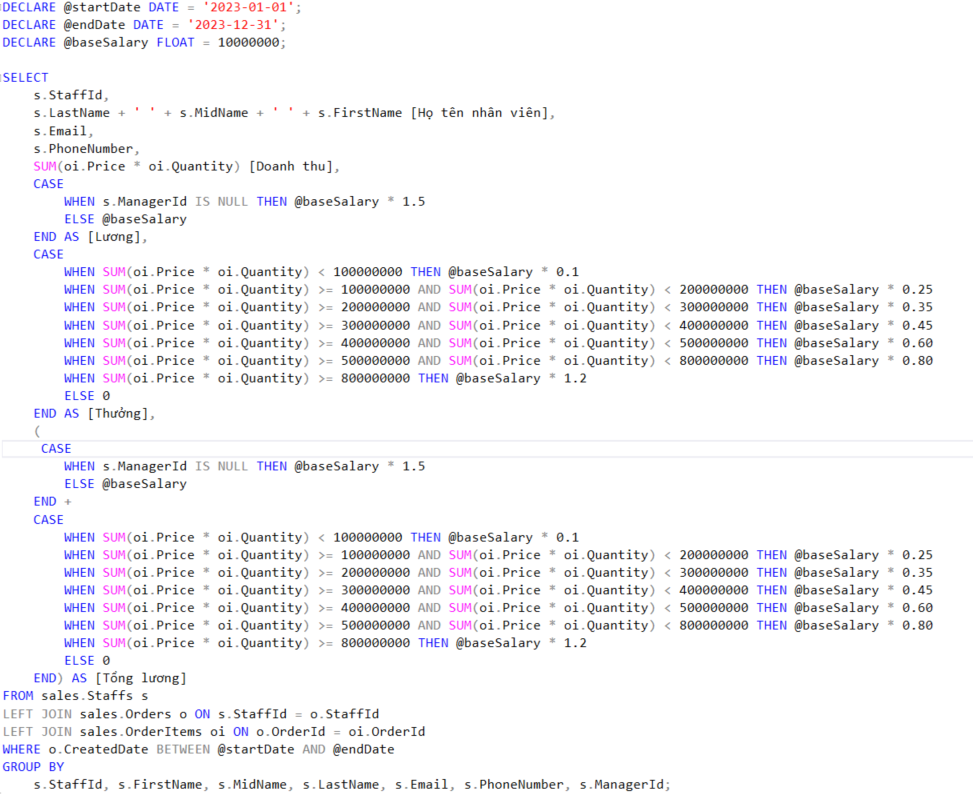 DECLARE @startDate DATE = '2023-01-01';
DECLARE @endDate DATE = '2023-12-31';
DECLARE @baseSalary FLOAT = 10000000;
SELECT
s.StaffId,
s.LastName + ' ' + s.MidName + ' ' + s.FirstName [Họ tên nhân viên],
s.Email,
s.PhoneNumber,
SUM(oi.Price * oi.Quantity) [Doanh thu],
CASE
WHEN s.ManagerId IS NULL THEN @baseSalary * 1.5
ELSE @baseSalary
END AS [Lương],
CASE
WHEN SUM(oi.Price * oi.Quantity) < 100000000 THEN @baseSalary * 0.1
WHEN SUM(oi.Price * oi.Quantity) >= 100000000 AND SUM(oi.Price * oi.Quantity) < 200000000 THEN @baseSalary * 0.25
WHEN SUM(oi.Price * oi.Quantity) >= 200000000 AND SUM(oi.Price * oi.Quantity) < 300000000 THEN @baseSalary * 0.35
WHEN SUM(oi.Price * oi.Quantity) >= 300000000 AND SUM(oi.Price * oi.Quantity) < 400000000 THEN @baseSalary * 0.45
WHEN SUM(oi.Price * oi.Quantity) >= 400000000 AND SUM(oi.Price * oi.Quantity) < 500000000 THEN @baseSalary * 0.60
WHEN SUM(oi.Price * oi.Quantity) >= 500000000 AND SUM(oi.Price * oi.Quantity) < 800000000 THEN @baseSalary * 0.80
WHEN SUM(oi.Price * oi.Quantity) >= 800000000 THEN @baseSalary * 1.2
ELSE 0
END AS [Thưởng],
(
CASE
WHEN s.ManagerId IS NULL THEN @baseSalary * 1.5
ELSE @baseSalary
END +
CASE
WHEN SUM(oi.Price * oi.Quantity) < 100000000 THEN @baseSalary * 0.1
WHEN SUM(oi.Price * oi.Quantity) >= 100000000 AND SUM(oi.Price * oi.Quantity) < 200000000 THEN @baseSalary * 0.25
WHEN SUM(oi.Price * oi.Quantity) >= 200000000 AND SUM(oi.Price * oi.Quantity) < 300000000 THEN @baseSalary * 0.35
WHEN SUM(oi.Price * oi.Quantity) >= 300000000 AND SUM(oi.Price * oi.Quantity) < 400000000 THEN @baseSalary * 0.45
WHEN SUM(oi.Price * oi.Quantity) >= 400000000 AND SUM(oi.Price * oi.Quantity) < 500000000 THEN @baseSalary * 0.60
WHEN SUM(oi.Price * oi.Quantity) >= 500000000 AND SUM(oi.Price * oi.Quantity) < 800000000 THEN @baseSalary * 0.80
WHEN SUM(oi.Price * oi.Quantity) >= 800000000 THEN @baseSalary * 1.2
ELSE 0
END) AS [Tổng lương]
FROM sales.Staffs s
LEFT JOIN sales.Orders o ON s.StaffId = o.StaffId
LEFT JOIN sales.OrderItems oi ON o.OrderId = oi.OrderId
WHERE o.CreatedDate BETWEEN @startDate AND @endDate
GROUP BY
s.StaffId, s.FirstName, s.MidName, s.LastName, s.Email, s.PhoneNumber, s.ManagerId;